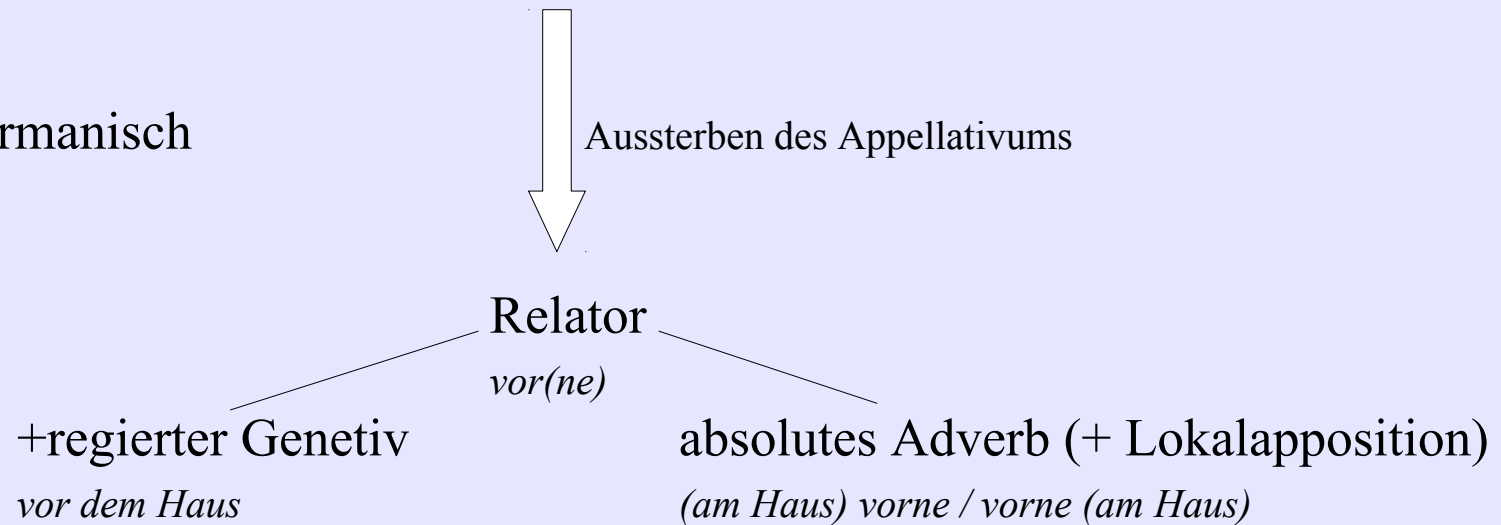 rmanisch
Aussterben des Appellativums
Relator
vor(ne)
+regierter Genetiv
absolutes Adverb (+ Lokalapposition)
vor dem Haus
(am Haus) vorne / vorne (am Haus)